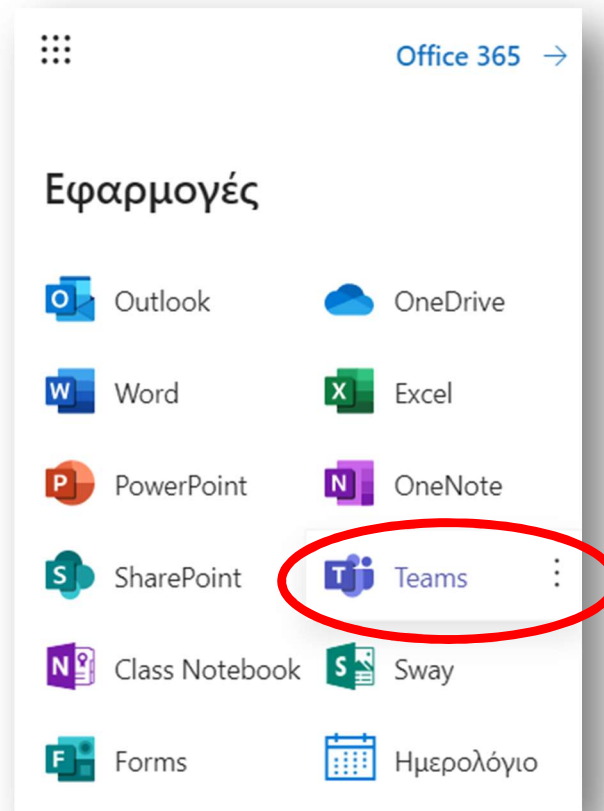 Office 365 →
Εφαρμογές
Outlook OneDrive
Word Excel
PowerPoint OneNote
SharePoint Teams
Class Notebook Sway
Forms Ημερολόγιο